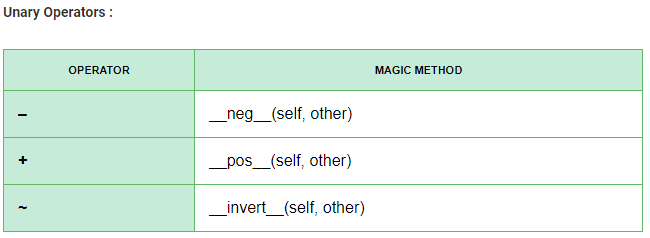 Unary Operators :
OPERATOR MAGIC METHOD
– __neg__(self, other)
+ __pos__(self, other)
~ __invert__(self, other)